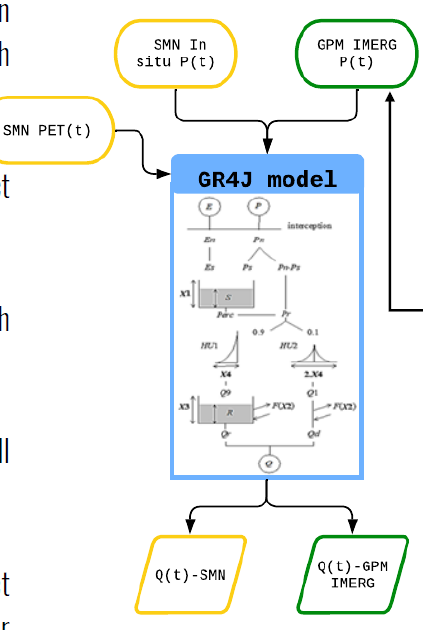 n
h
SMN In
situ P(t)
GPM IMERG
P(t)
SMN PET(t)
ct
GR4J model
E P
interception
En Pn
Es Ps Pn-Ps
X1 S
Perc Pr
0.9 0.1
h
HU1 HU2
X4 2.X4
Q9 Q1
X3 R F(X2) F(X2)
Qr Qd
ll
Q
Q(t)-SMN
Q(t)-GPM
IMERG
t
r